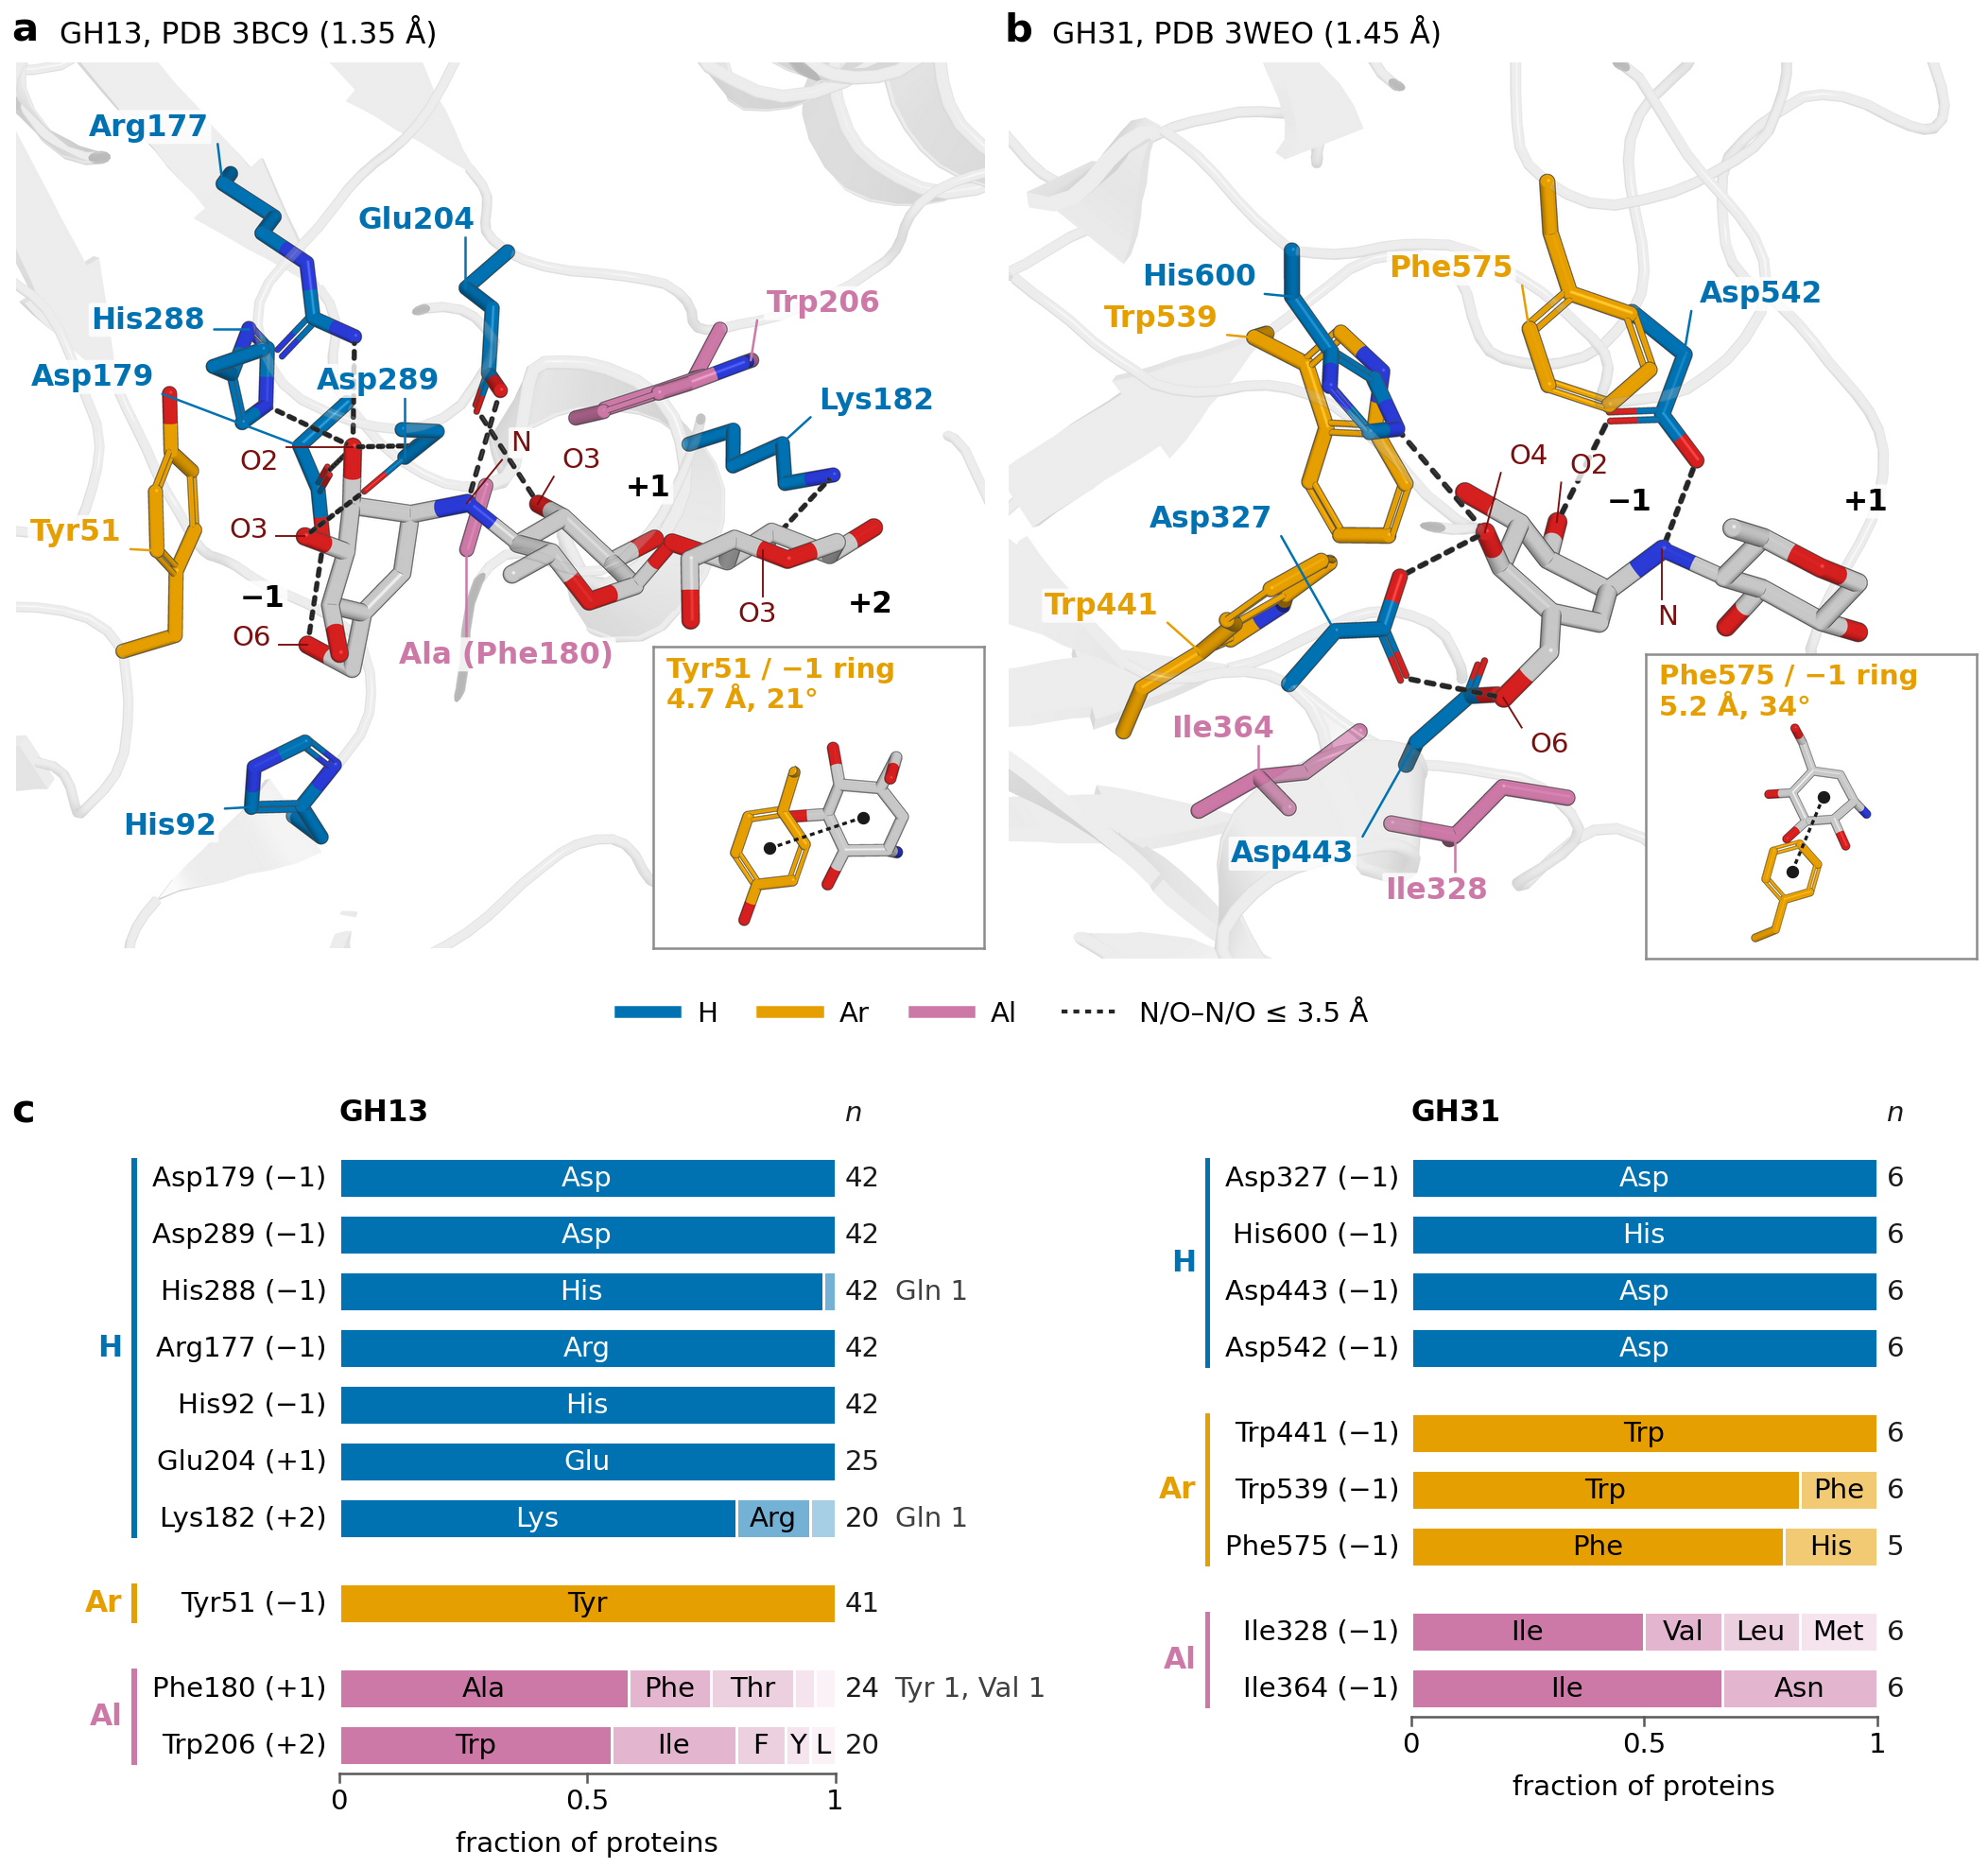 a GH13, PDB 3BC9 (1.35 Å)
Arg177
Glu204
His288
Trp206
Asp179
Asp289
Lys182
N
O2
O3
+1
Tyr51
O3
−1
+2
O3
O6
Ala (Phe180)
Tyr51 / −1 ring
4.7 Å, 21°
His92
b GH31, PDB 3WEO (1.45 Å)
His600
Phe575
Asp542
Trp539
O4
O2
−1
+1
Asp327
Trp441
N
Ile364
O6
Asp443
Ile328
Phe575 / −1 ring
5.2 Å, 34°
H Ar Al N/O–N/O ≤ 3.5 Å
c
GH13 n
H
Asp179 (−1) Asp 42
Asp289 (−1) Asp 42
His288 (−1) His 42 Gln 1
Arg177 (−1) Arg 42
His92 (−1) His 42
Glu204 (+1) Glu 25
Lys182 (+2) Lys Arg 20 Gln 1
Ar
Tyr51 (−1) Tyr 41
Al
Phe180 (+1) Ala Phe Thr 24 Tyr 1, Val 1
Trp206 (+2) Trp Ile F Y L 20
0 0.5 1
fraction of proteins
GH31 n
H
Asp327 (−1) Asp 6
His600 (−1) His 6
Asp443 (−1) Asp 6
Asp542 (−1) Asp 6
Ar
Trp441 (−1) Trp 6
Trp539 (−1) Trp Phe 6
Phe575 (−1) Phe His 5
Al
Ile328 (−1) Ile Val Leu Met 6
Ile364 (−1) Ile Asn 6
0 0.5 1
fraction of proteins